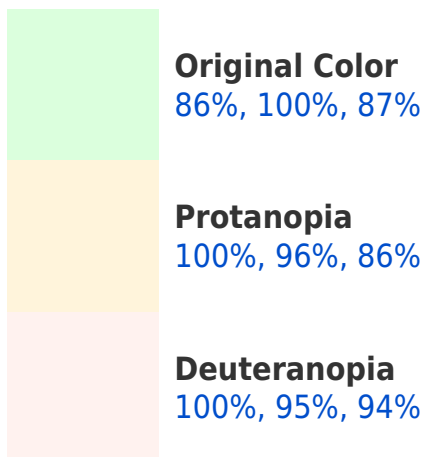 Original Color
86%, 100%, 87%
Protanopia
100%, 96%, 86%
Deuteranopia
100%, 95%, 94%